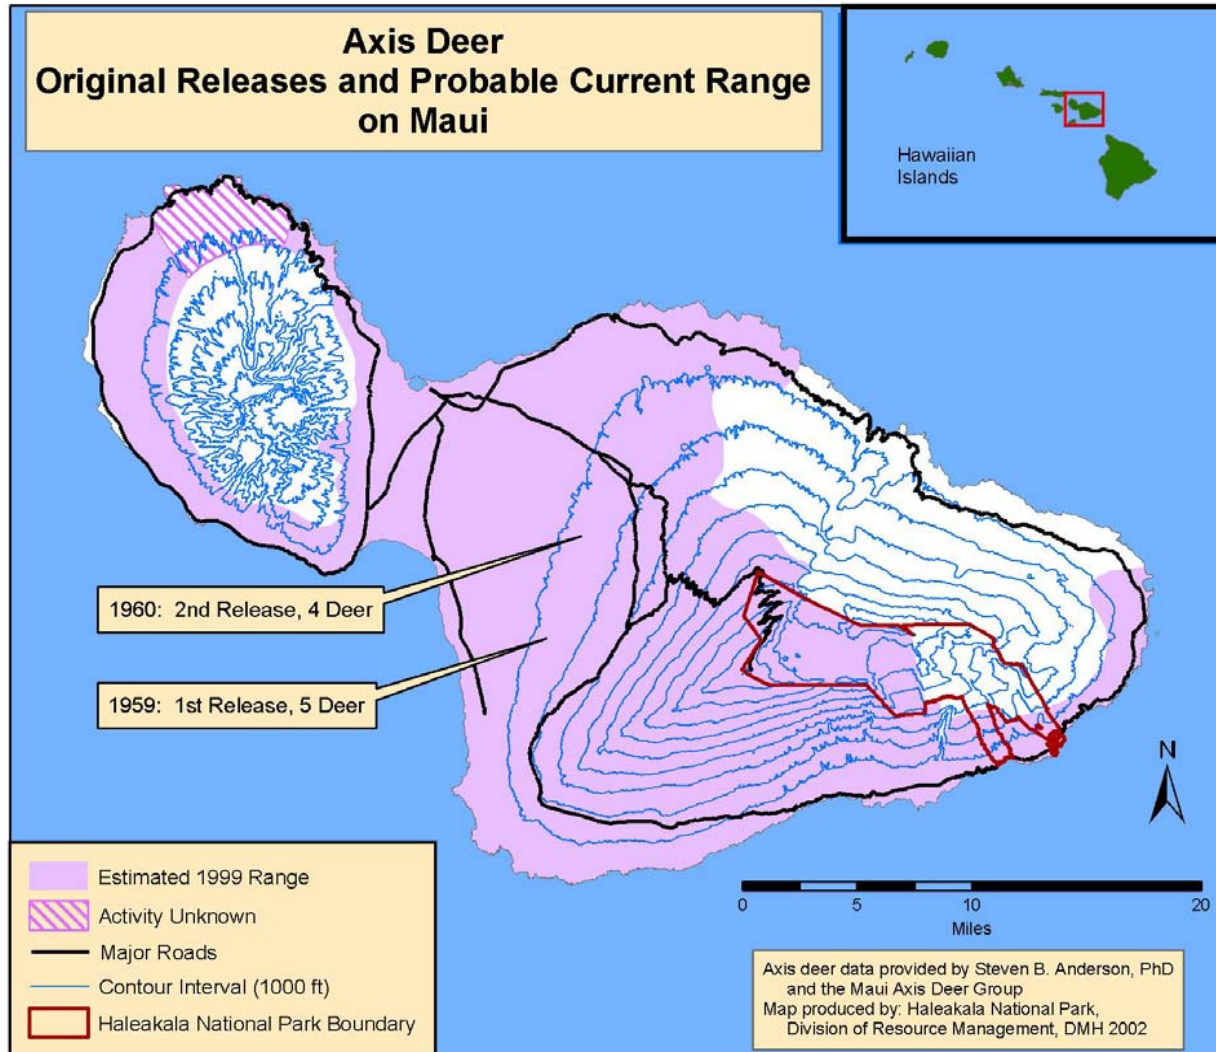 Axis Deer
Original Releases and Probable Current Range
on Maui
Hawaiian
Islands
1960:  2nd Release, 4 Deer
1959:  1st Release, 5 Deer
N
Estimated 1999 Range
Activity Unknown
Major Roads
Contour Interval (1000 ft)
Haleakala National Park Boundary
0 5 10 20
Miles
Axis deer data provided by Steven B. Anderson, PhD
and the Maui Axis Deer Group
Map produced by: Haleakala National Park,
Division of Resource Management, DMH 2002